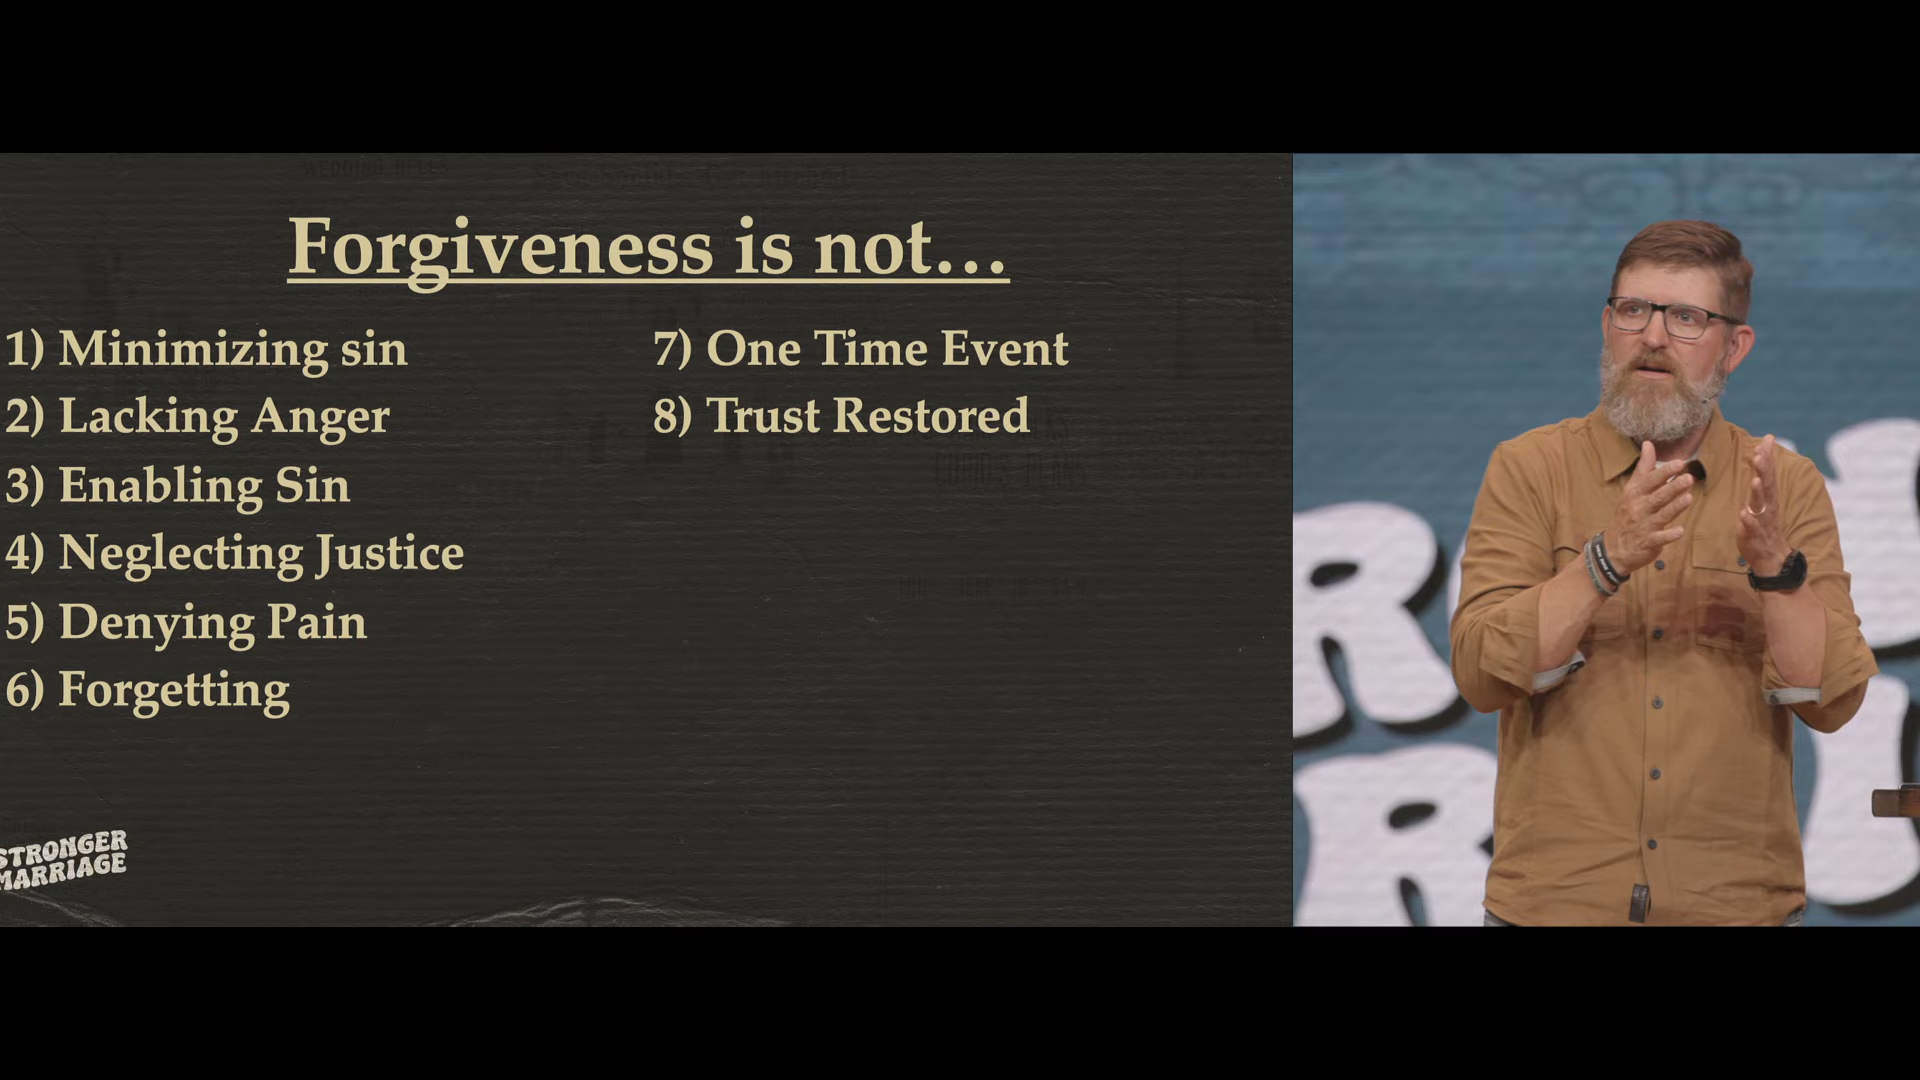 Forgiveness is not...
1) Minimizing sin
2) Lacking Anger
3) Enabling Sin
4) Neglecting Justice
5) Denying Pain
6) Forgetting
7) One Time Event
8) Trust Restored
STRONGER
MARRIAGE